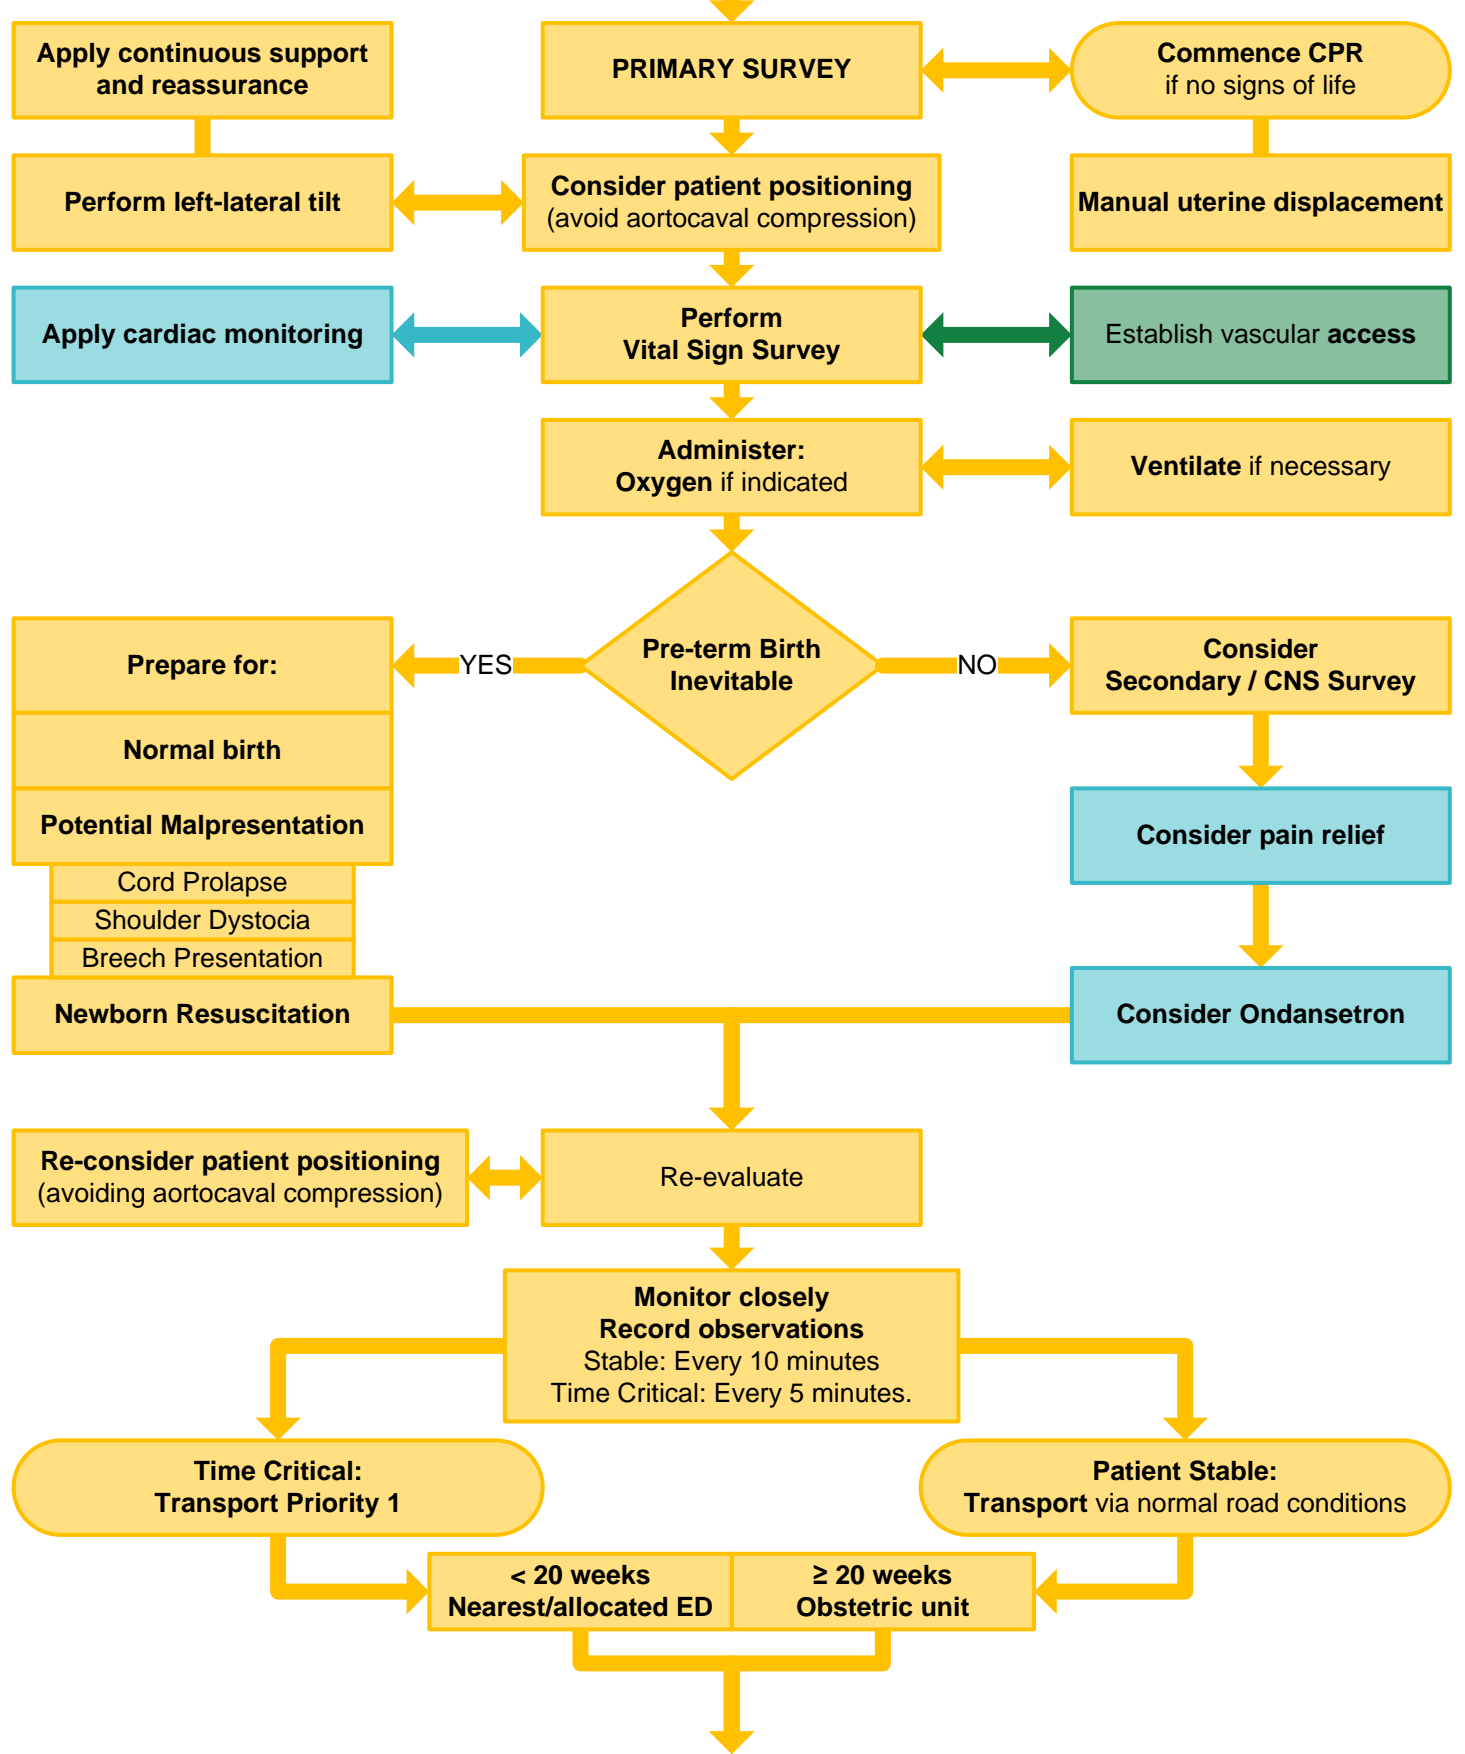 Apply continuous support
and reassurance
PRIMARY SURVEY
Commence CPR
if no signs of life
Perform left-lateral tilt
Consider patient positioning
(avoid aortocaval compression)
Manual uterine displacement
Apply cardiac monitoring
Perform
Vital Sign Survey
Establish vascular access
Administer:
Oxygen if indicated
Ventilate if necessary
Prepare for:
YES
Pre-term Birth
Inevitable
NO
Consider
Secondary / CNS Survey
Normal birth
Potential Malpresentation
Cord Prolapse
Shoulder Dystocia
Breech Presentation
Newborn Resuscitation
Consider pain relief
Consider Ondansetron
Re-consider patient positioning
(avoiding aortocaval compression)
Re-evaluate
Monitor closely
Record observations
Stable: Every 10 minutes
Time Critical: Every 5 minutes.
Time Critical:
Transport Priority 1
Patient Stable:
Transport via normal road conditions
< 20 weeks
Nearest/allocated ED
≥ 20 weeks
Obstetric unit